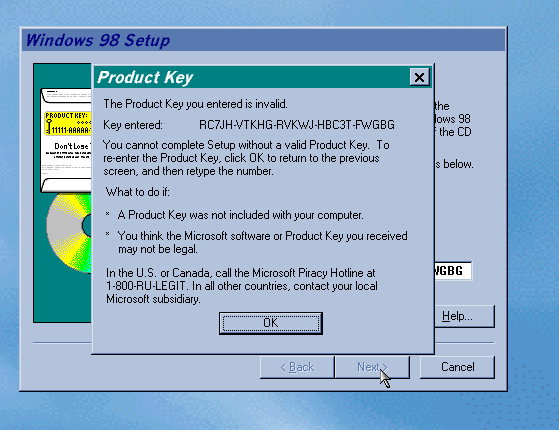 Windows 98 Setup
Product Key
The Product Key you entered is invalid.
Key entered: RC7JH-VTKHG-RVKWJ-HBC3T-FWGBG
You cannot complete Setup without a valid Product Key. To
re-enter the Product Key, click OK to return to the previous
screen, and then retype the number.
What to do if:
* A Product Key was not included with your computer.
* You think the Microsoft software or Product Key you received
may not be legal.
In the U.S. or Canada, call the Microsoft Piracy Hotline at
1-800-RU-LEGIT. In all other countries, contact your local
Microsoft subsidiary.
OK
PRODUCT KEY:
11111-AAAAA-
Don't Lose
the
dows 98
f the CD
s below.
WGBG
Help...
< Back
Next >
Cancel